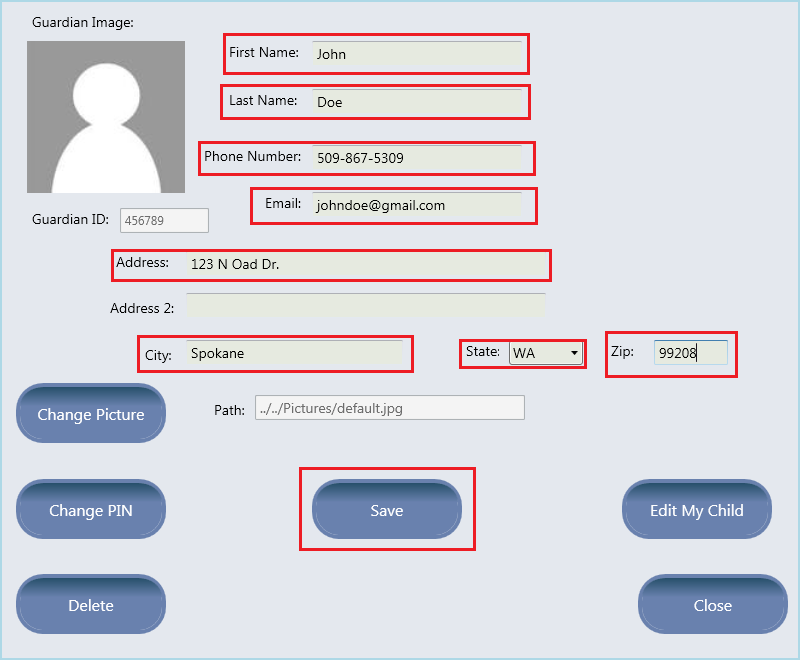 Guardian Image:
First Name: John
Last Name: Doe
Phone Number: 509-867-5309
Email: johndoe@gmail.com
Guardian ID: 456789
Address: 123 N Oad Dr.
Address 2:
City: Spokane State: WA Zip: 99208
Change Picture Path: ../../Pictures/default.jpg
Change PIN Save Edit My Child
Delete Close